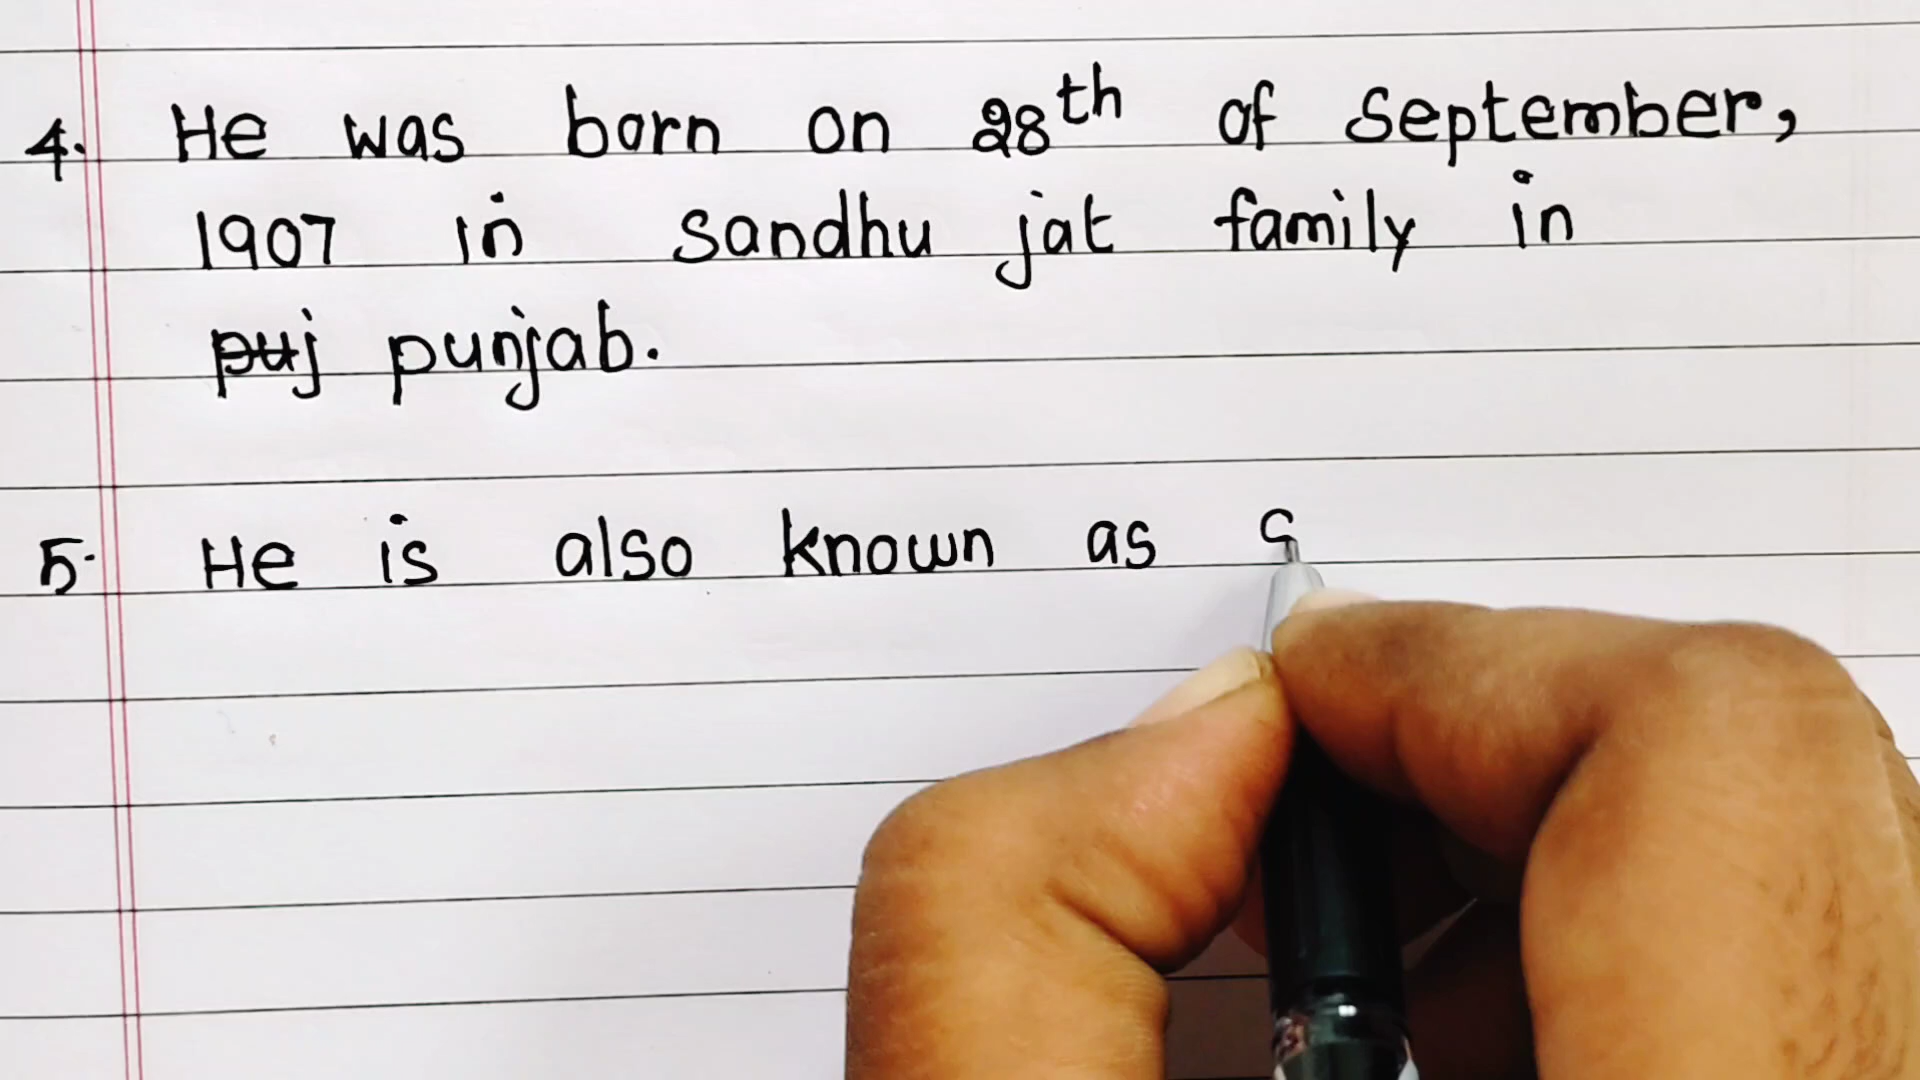 4. He was born on 28th of September,
1907 in sandhu jat family in
puj punjab.
5. He is also known as S